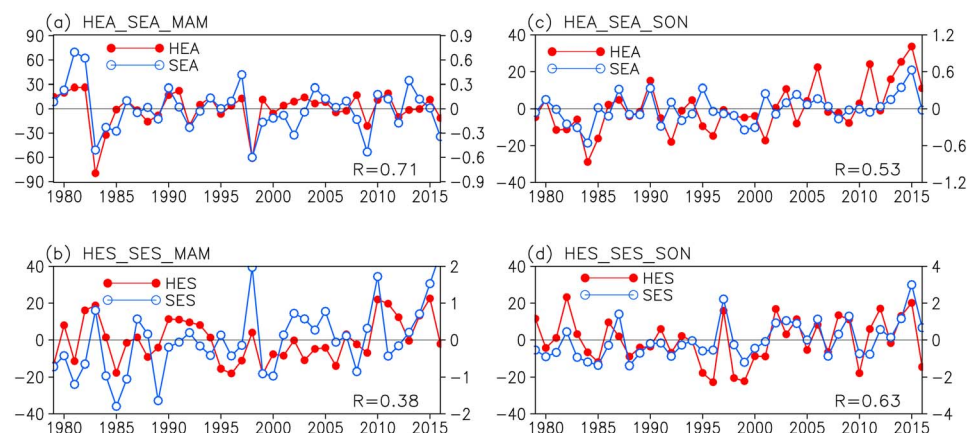 (a) HEA_SEA_MAM
90 60 30 0 −30 −60 −90
HEA
SEA
0.9 0.6 0.3 0 −0.3 −0.6 −0.9
R=0.71
1980 1985 1990 1995 2000 2005 2010 2015
(c) HEA_SEA_SON
40 20 0 −20 −40
HEA
SEA
1.2 0.6 0 −0.6 −1.2
R=0.53
1980 1985 1990 1995 2000 2005 2010 2015
(b) HES_SES_MAM
40 20 0 −20 −40
HES
SES
2 1 0 −1 −2
R=0.38
1980 1985 1990 1995 2000 2005 2010 2015
(d) HES_SES_SON
40 20 0 −20 −40
HES
SES
4 2 0 −2 −4
R=0.63
1980 1985 1990 1995 2000 2005 2010 2015